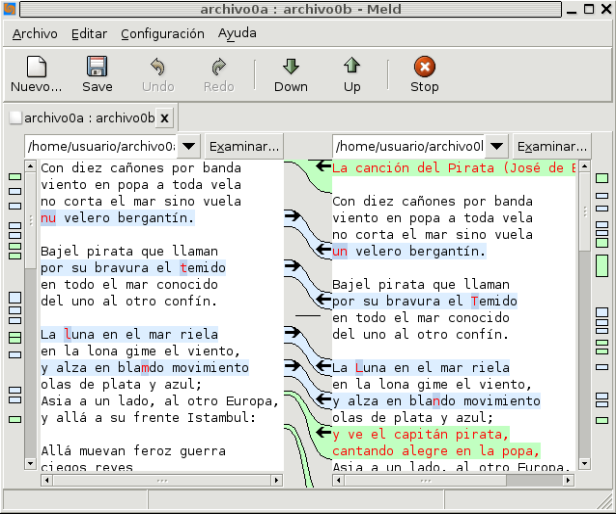 archivo0a : archivo0b - Meld
Archivo Editar Configuración Ayuda
Nuevo... Save Undo Redo Down Up Stop
archivo0a : archivo0b x
/home/usuario/archivo0a Examinar...
Con diez cañones por banda
viento en popa a toda vela
no corta el mar sino vuela
nu velero bergantín.
Bajel pirata que llaman
por su bravura el temido
en todo el mar conocido
del uno al otro confín.
La luna en el mar riela
en la lona gime el viento,
y alza en blamdo movimiento
olas de plata y azul;
Asia a un lado, al otro Europa,
y allá a su frente Istambul:
Allá muevan feroz guerra
ciegos reyes
/home/usuario/archivo0 Examinar...
La canción del Pirata (José de E
Con diez cañones por banda
viento en popa a toda vela
no corta el mar sino vuela
un velero bergantín.
Bajel pirata que llaman
por su bravura el Temido
en todo el mar conocido
del uno al otro confín.
La Luna en el mar riela
en la lona gime el viento,
y alza en blando movimiento
olas de plata y azul;
y ve el capitán pirata,
cantando alegre en la popa,
Asia a un lado, al otro Europa,